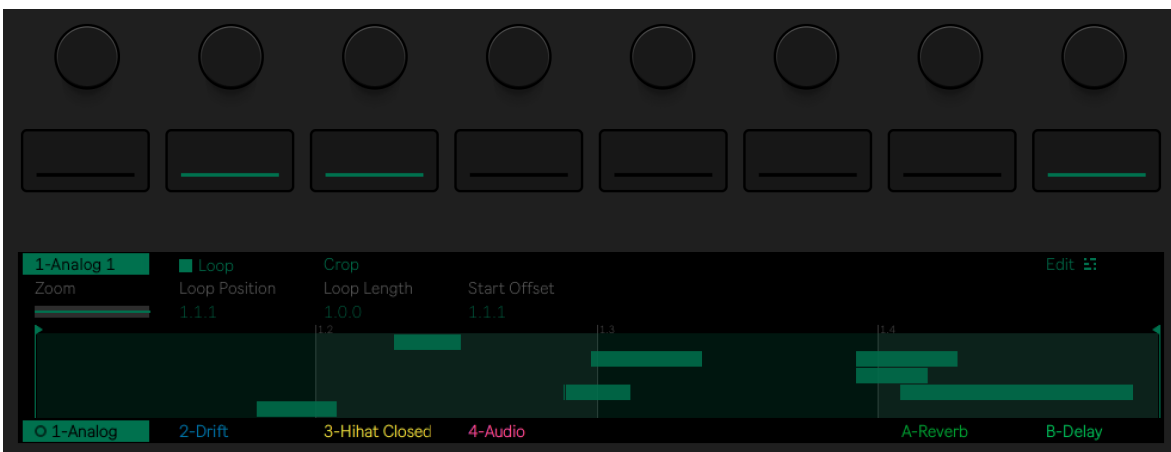 1-Analog 1 Loop Crop Edit
Zoom Loop Position Loop Length Start Offset
1.1.1 1.0.0 1.1.1
1.2 1.3 1.4
1-Analog 2-Drift 3-Hihat Closed 4-Audio A-Reverb B-Delay